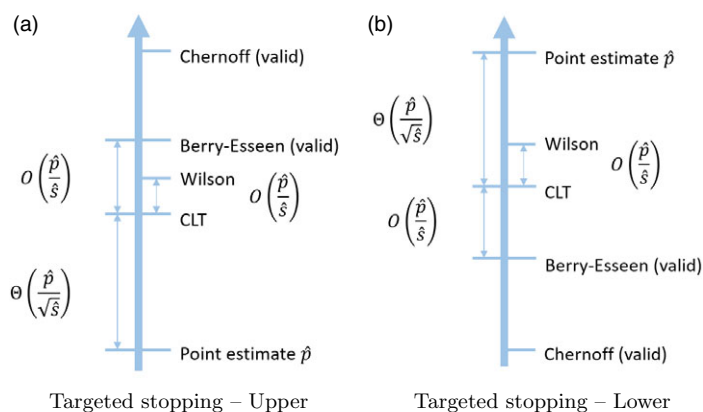 (a)
Chernoff (valid)
Berry-Esseen (valid)
O(p̂/ŝ)
Wilson
O(p̂/ŝ)
CLT
Θ(p̂/√ŝ)
Point estimate p̂
Targeted stopping – Upper
(b)
Point estimate p̂
Θ(p̂/√ŝ)
Wilson
O(p̂/ŝ)
CLT
O(p̂/ŝ)
Berry-Esseen (valid)
Chernoff (valid)
Targeted stopping – Lower